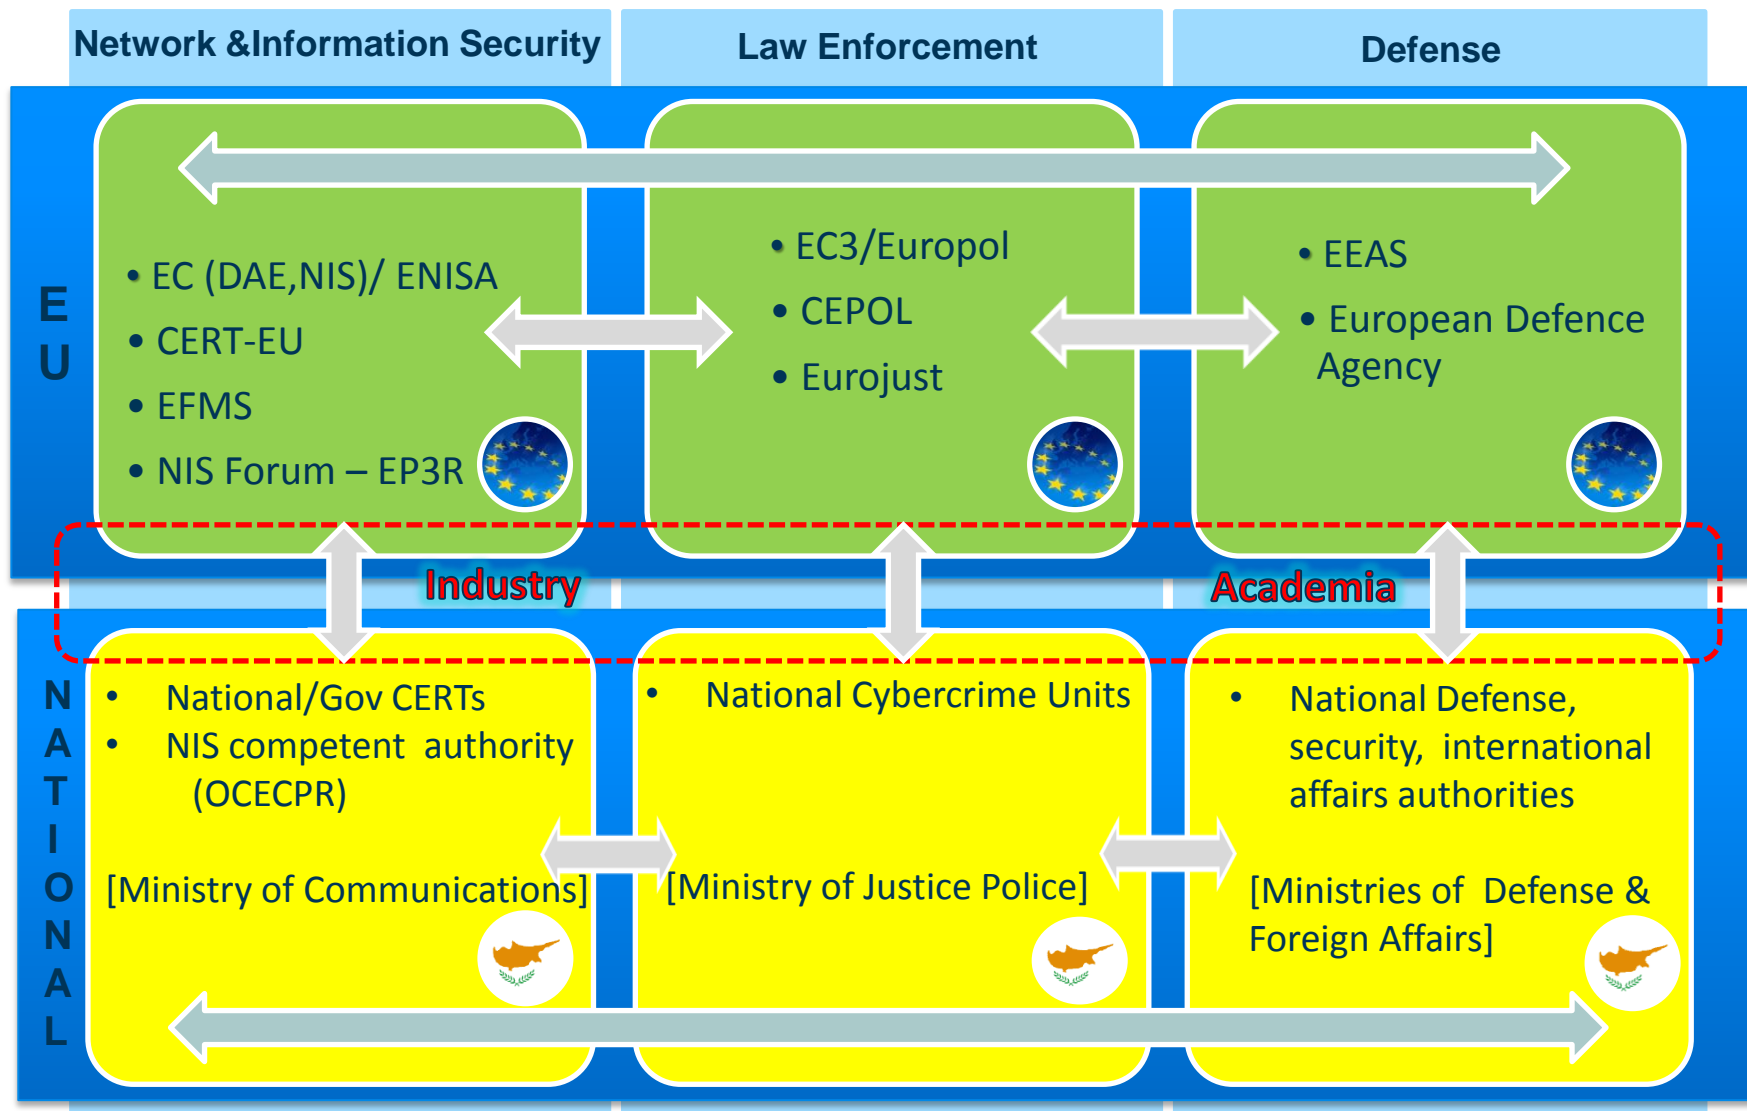 Network &Information Security
Law Enforcement
Defense
E
U
• EC (DAE,NIS)/ ENISA
• CERT-EU
• EFMS
• NIS Forum – EP3R
• EC3/Europol
• CEPOL
• Eurojust
• EEAS
• European Defence
Agency
Industry
Academia
N
A
T
I
O
N
A
L
• National/Gov CERTs
• NIS competent authority
(OCECPR)
[Ministry of Communications]
• National Cybercrime Units
[Ministry of Justice Police]
• National Defense,
security, international
affairs authorities
[Ministries of Defense &
Foreign Affairs]